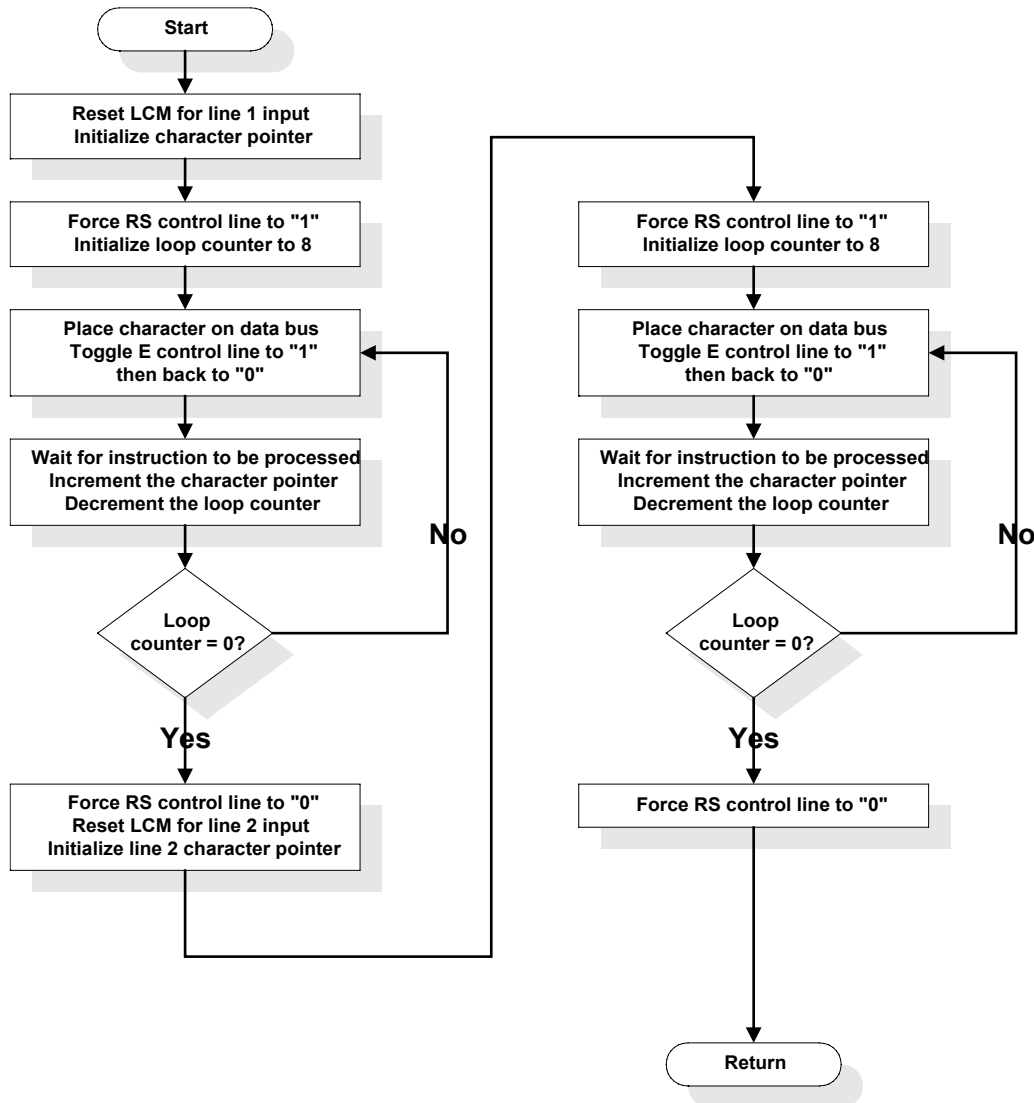 Start
Reset LCM for line 1 input
Initialize character pointer
Force RS control line to "1"
Initialize loop counter to 8
Place character on data bus
Toggle E control line to "1"
then back to "0"
Wait for instruction to be processed
Increment the character pointer
Decrement the loop counter
No
Loop
counter = 0?
Yes
Force RS control line to "0"
Reset LCM for line 2 input
Initialize line 2 character pointer
Force RS control line to "1"
Initialize loop counter to 8
Place character on data bus
Toggle E control line to "1"
then back to "0"
Wait for instruction to be processed
Increment the character pointer
Decrement the loop counter
No
Loop
counter = 0?
Yes
Force RS control line to "0"
Return